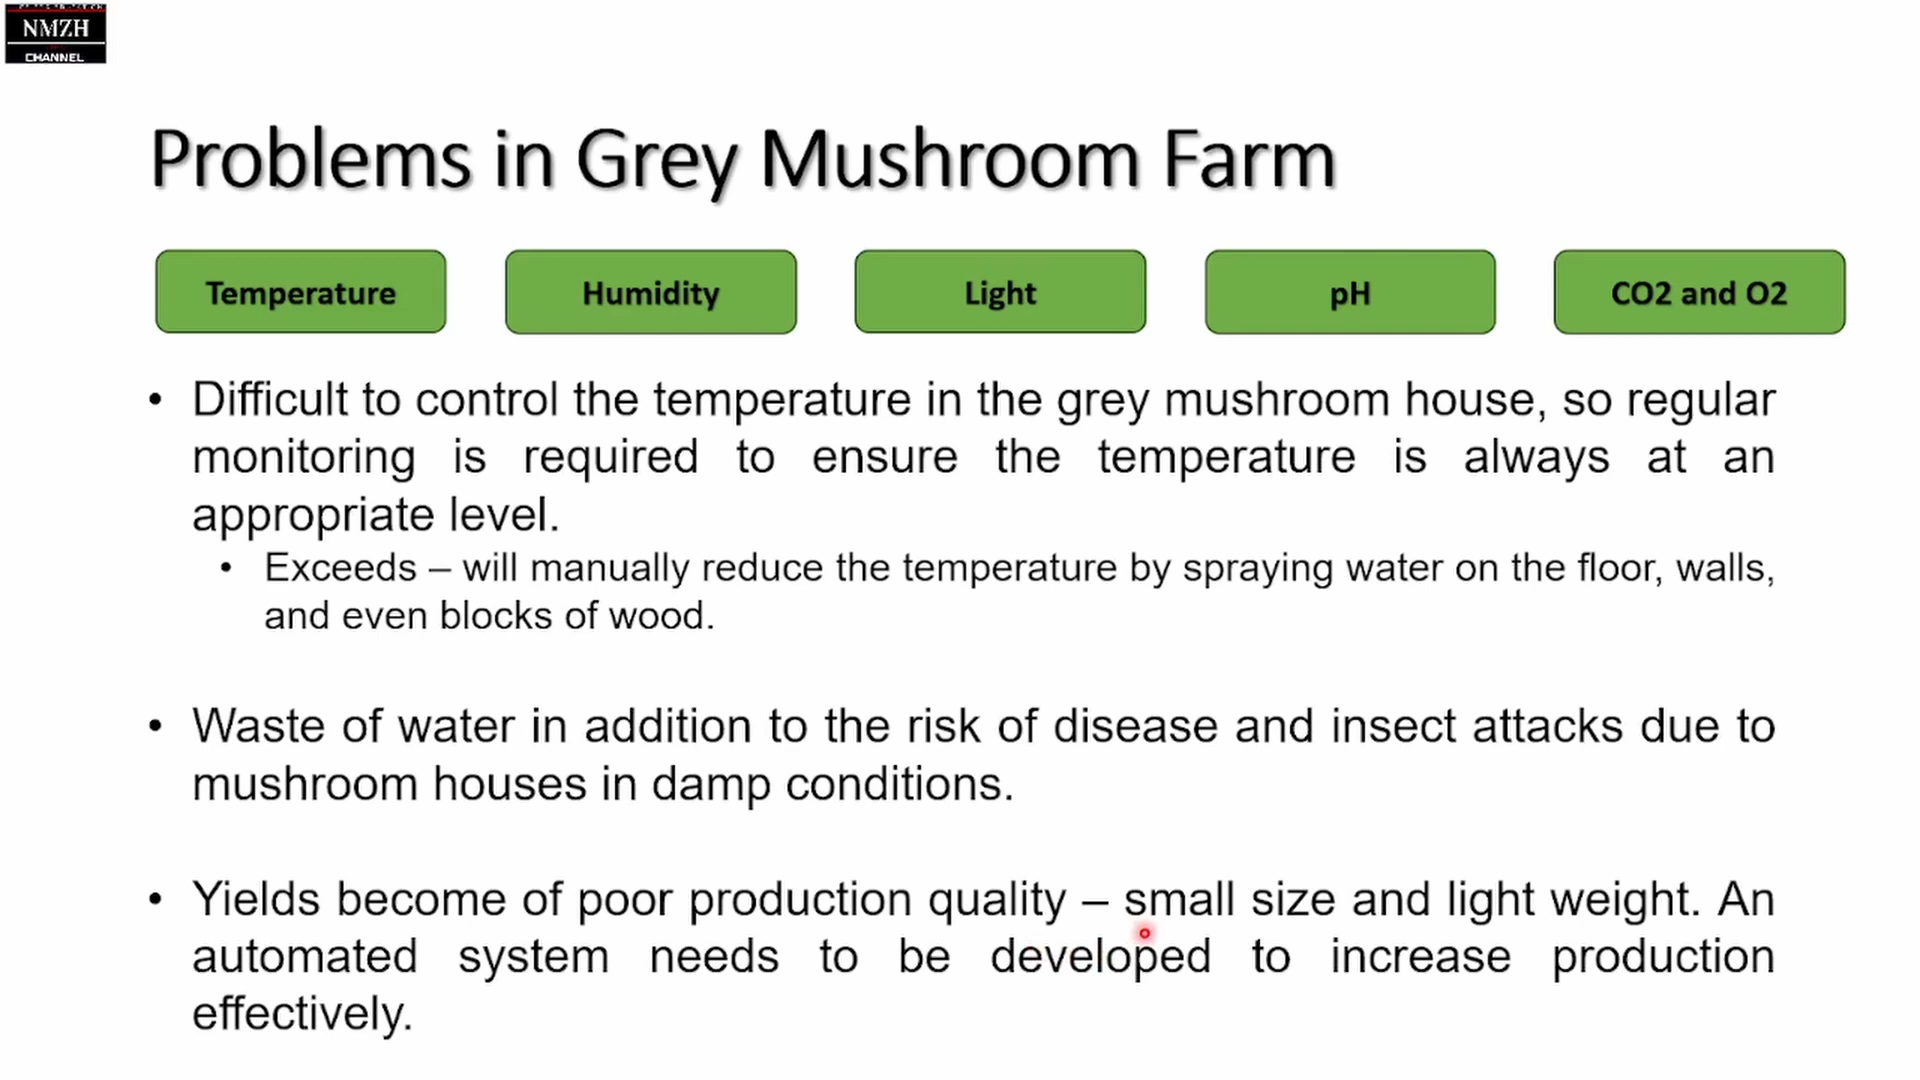 NMZH
CHANNEL
Problems in Grey Mushroom Farm
Temperature
Humidity
Light
pH
CO2 and O2
• Difficult to control the temperature in the grey mushroom house, so regular
monitoring is required to ensure the temperature is always at an
appropriate level.
• Exceeds – will manually reduce the temperature by spraying water on the floor, walls,
and even blocks of wood.
• Waste of water in addition to the risk of disease and insect attacks due to
mushroom houses in damp conditions.
• Yields become of poor production quality – small size and light weight. An
automated system needs to be developed to increase production
effectively.